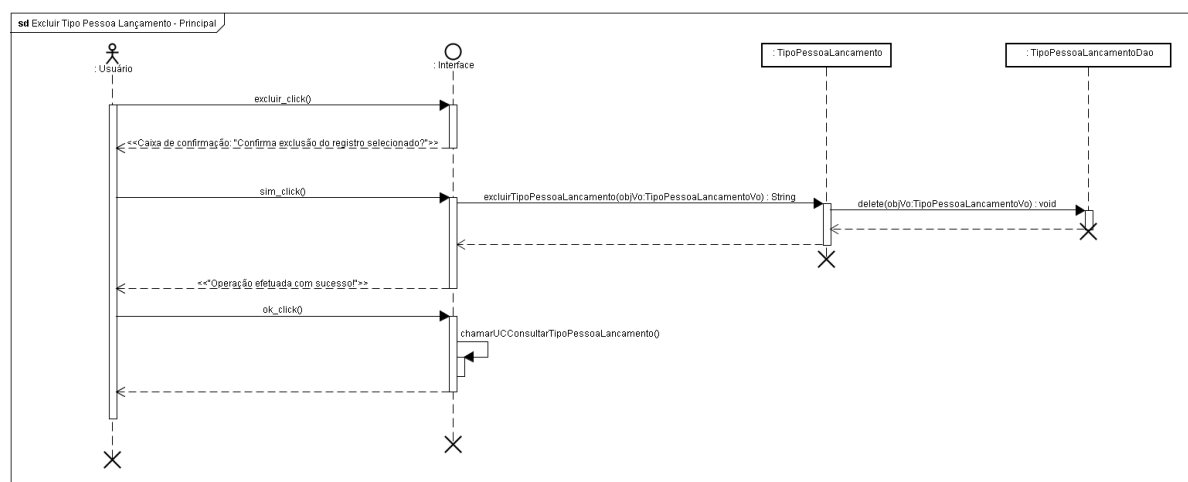 sd Excluir Tipo Pessoa Lançamento - Principal
: Usuário
: Interface
: TipoPessoaLancamento
: TipoPessoaLancamentoDao
excluir_click()
<<Caixa de confirmação: "Confirma exclusão do registro selecionado?">>
sim_click()
excluirTipoPessoaLancamento(objVo:TipoPessoaLancamentoVo) : String
delete(objVo:TipoPessoaLancamentoVo) : void
<<"Operação efetuada com sucesso!">>
ok_click()
chamarUCConsultarTipoPessoaLancamento()